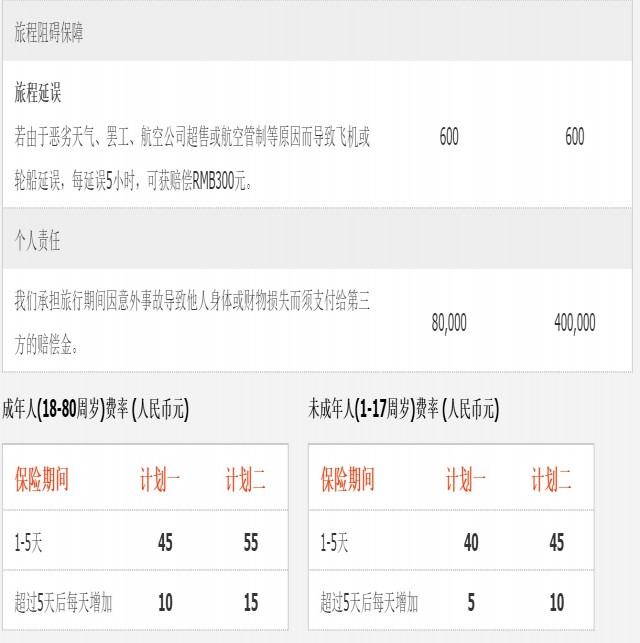 旅程阻碍保障
旅程延误
若由于恶劣天气、罢工、航空公司超售或航空管制等原因而导致飞机或 600 600
轮船延误，每延误5小时，可获赔偿RMB300元。
个人责任
我们承担旅行期间因意外事故导致他人身体或财物损失而须支付给第三
80,000 400,000
方的赔偿金。
成年人(18-80周岁)费率 (人民币元) 未成年人(1-17周岁)费率 (人民币元)
保险期间 计划一 计划二 保险期间 计划一 计划二
1-5天 45 55 1-5天 40 45
超过5天后每天增加 10 15 超过5天后每天增加 5 10